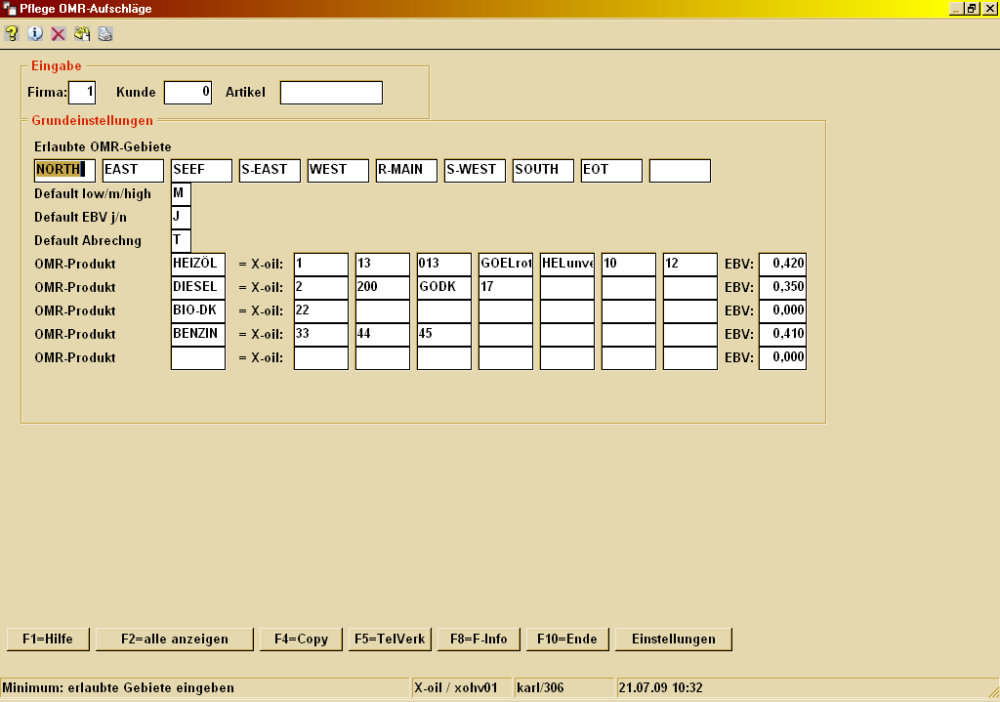 Pflege OMR-Aufschläge
Eingabe
Firma: 1 Kunde 0 Artikel
Grundeinstellungen
Erlaubte OMR-Gebiete
NORTH EAST SEEF S-EAST WEST R-MAIN S-WEST SOUTH EOT
Default low/m/high M
Default EBV j/n J
Default Abrechng T
OMR-Produkt HEIZÖL = X-oil: 1 13 013 GOELrot HELunve 10 12 EBV: 0,420
OMR-Produkt DIESEL = X-oil: 2 200 GODK 17 EBV: 0,350
OMR-Produkt BIO-DK = X-oil: 22 EBV: 0,000
OMR-Produkt BENZIN = X-oil: 33 44 45 EBV: 0,410
OMR-Produkt = X-oil: EBV: 0,000
F1=Hilfe F2=alle anzeigen F4=Copy F5=TelVerk F8=F-Info F10=Ende Einstellungen
Minimum: erlaubte Gebiete eingeben X-oil / xohv01 karl/306 21.07.09 10:32